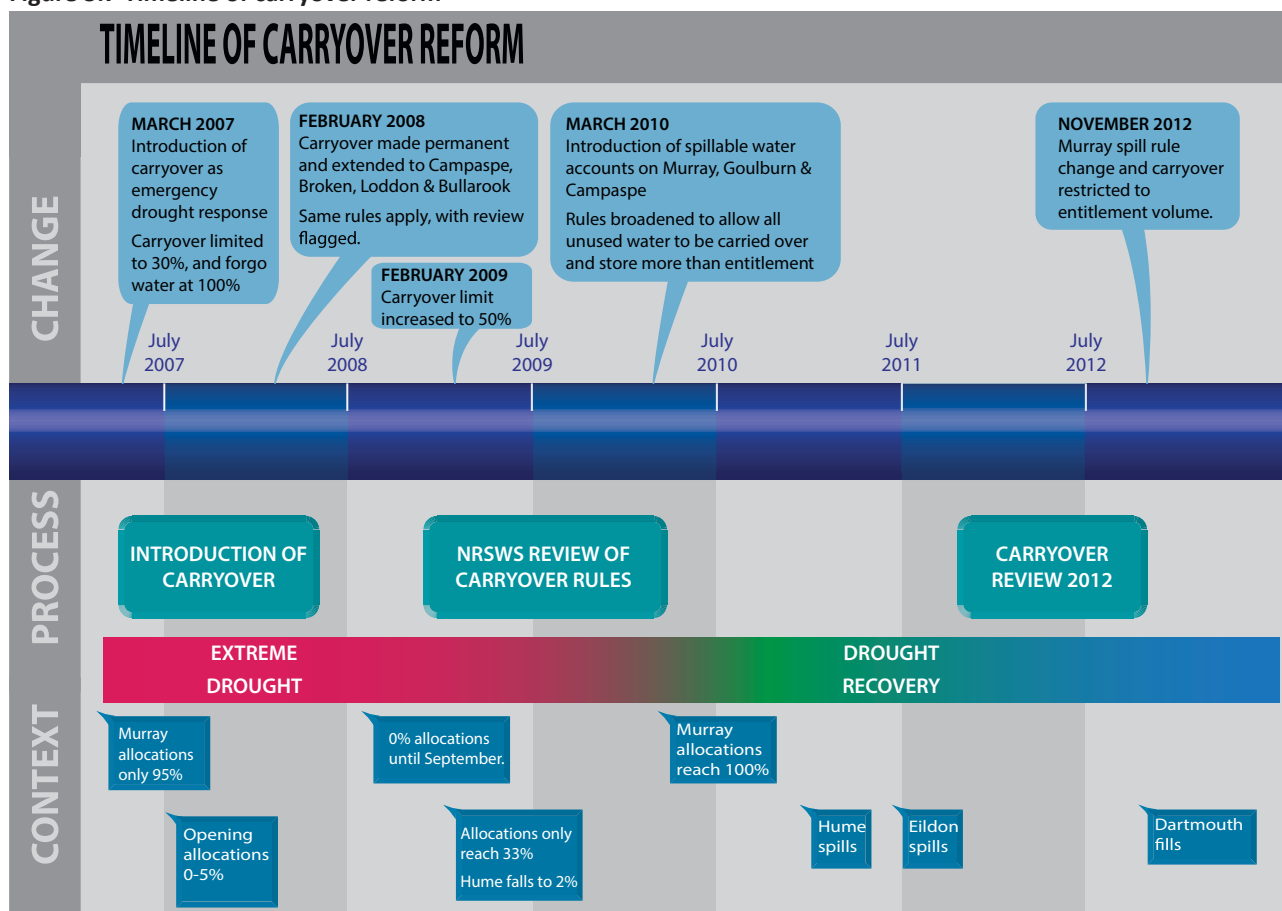 TIMELINE OF CARRYOVER REFORM
CHANGE
MARCH 2007
Introduction of
carryover as
emergency
drought response
Carryover limited
to 30%, and forgo
water at 100%
FEBRUARY 2008
Carryover made permanent
and extended to Campaspe,
Broken, Loddon & Bullarook
Same rules apply, with review
flagged.
FEBRUARY 2009
Carryover limit
increased to 50%
MARCH 2010
Introduction of spillable water
accounts on Murray, Goulburn &
Campaspe
Rules broadened to allow all
unused water to be carried over
and store more than entitlement
NOVEMBER 2012
Murray spill rule
change and carryover
restricted to
entitlement volume.
July
2007
July
2008
July
2009
July
2010
July
2011
July
2012
PROCESS
INTRODUCTION OF
CARRYOVER
NRSWS REVIEW OF
CARRYOVER RULES
CARRYOVER
REVIEW 2012
EXTREME
DROUGHT
DROUGHT
RECOVERY
CONTEXT
Murray
allocations
only 95%
Opening
allocations
0-5%
0% allocations
until September.
Allocations only
reach 33%
Hume falls to 2%
Murray
allocations
reach 100%
Hume
spills
Eildon
spills
Dartmouth
fills